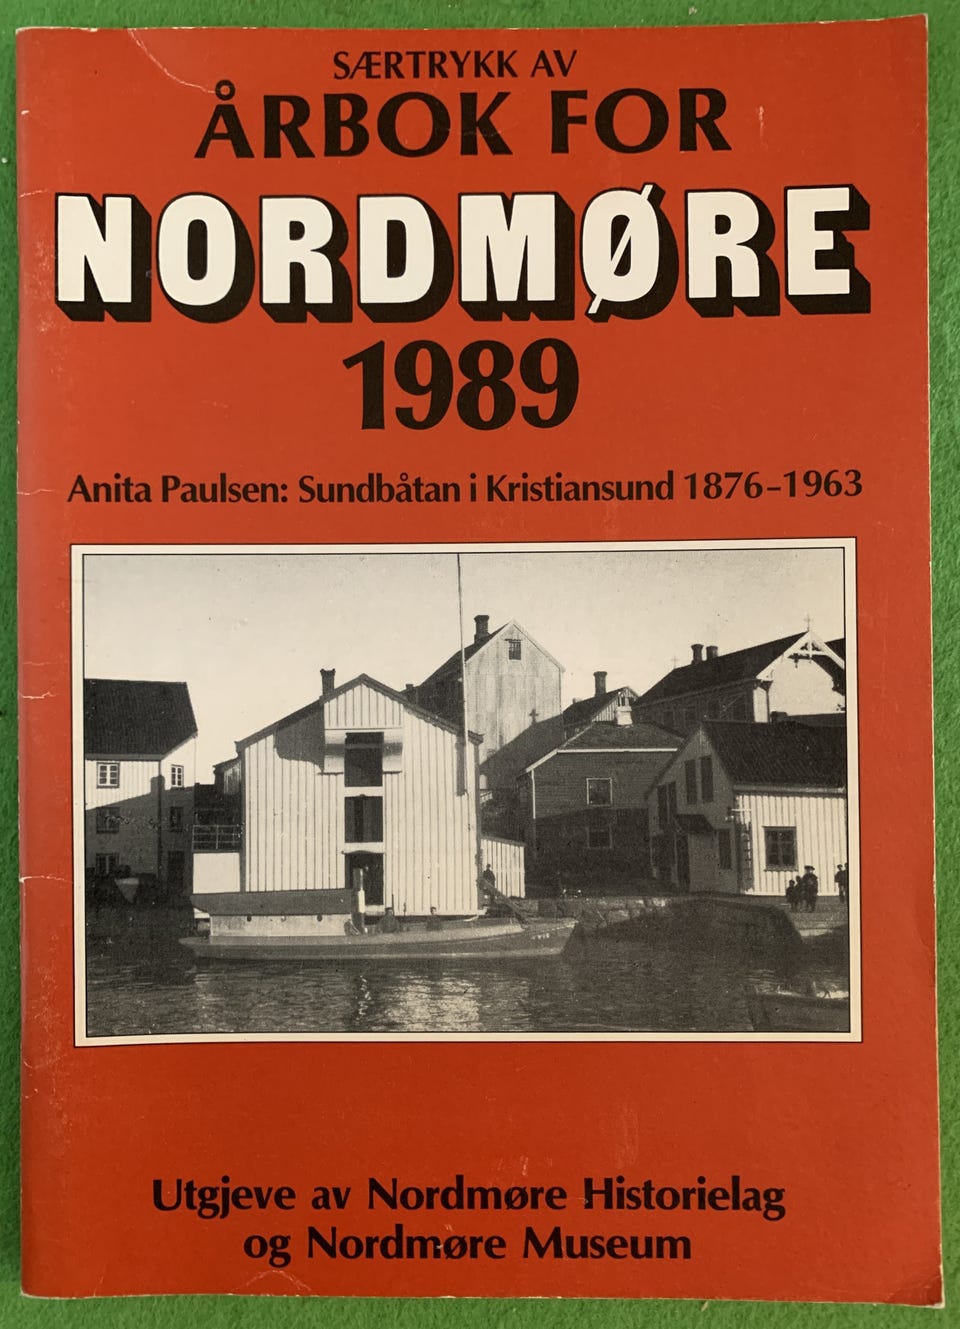 SÆRTRYKK AV
ÅRBOK FOR
NORDMØRE
1989
Anita Paulsen: Sundbåtan i Kristiansund 1876-1963
Utgjeve av Nordmøre Historielag
og Nordmøre Museum